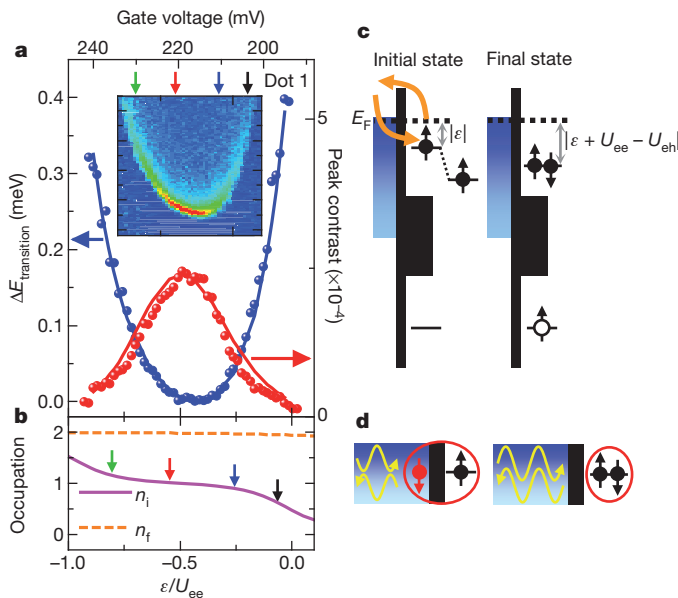 Gate voltage (mV)
a 240 220 200
Dot 1
0.4
0.3
0.2
0.1
0.0
ΔE_transition (meV)
5
0
Peak contrast (×10⁻⁴)
b
2
1
0
Occupation
n_i
n_f
-1.0 -0.5 0.0
ε/U_ee
c
Initial state Final state
E_F
|ε|
|ε + U_ee – U_eh|
d